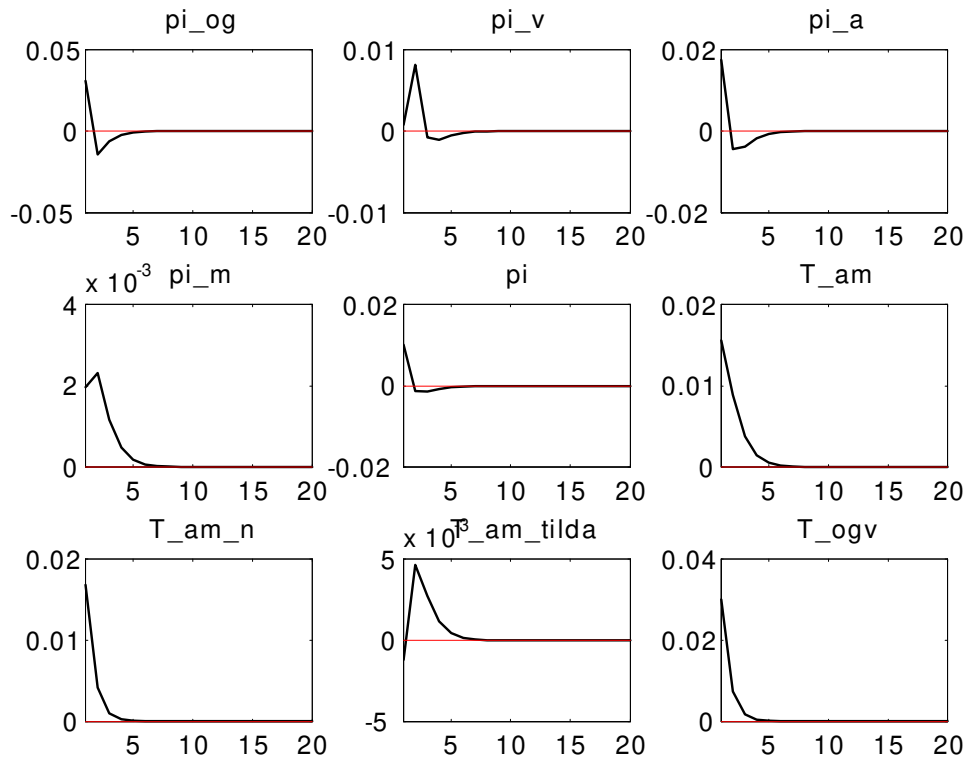 pi_og pi_v pi_a
0.05 0.01 0.02
0 0 0
-0.05 -0.01 -0.02
5 10 15 20 5 10 15 20 5 10 15 20
x 10-3 pi_m pi T_am
4 0.02 0.02
2 0 0.01
0 -0.02 0
5 10 15 20 5 10 15 20 5 10 15 20
T_am_n x 10-3 T_am_tilda T_ogv
0.02 5 0.04
0.01 0 0.02
0 -5 0
5 10 15 20 5 10 15 20 5 10 15 20